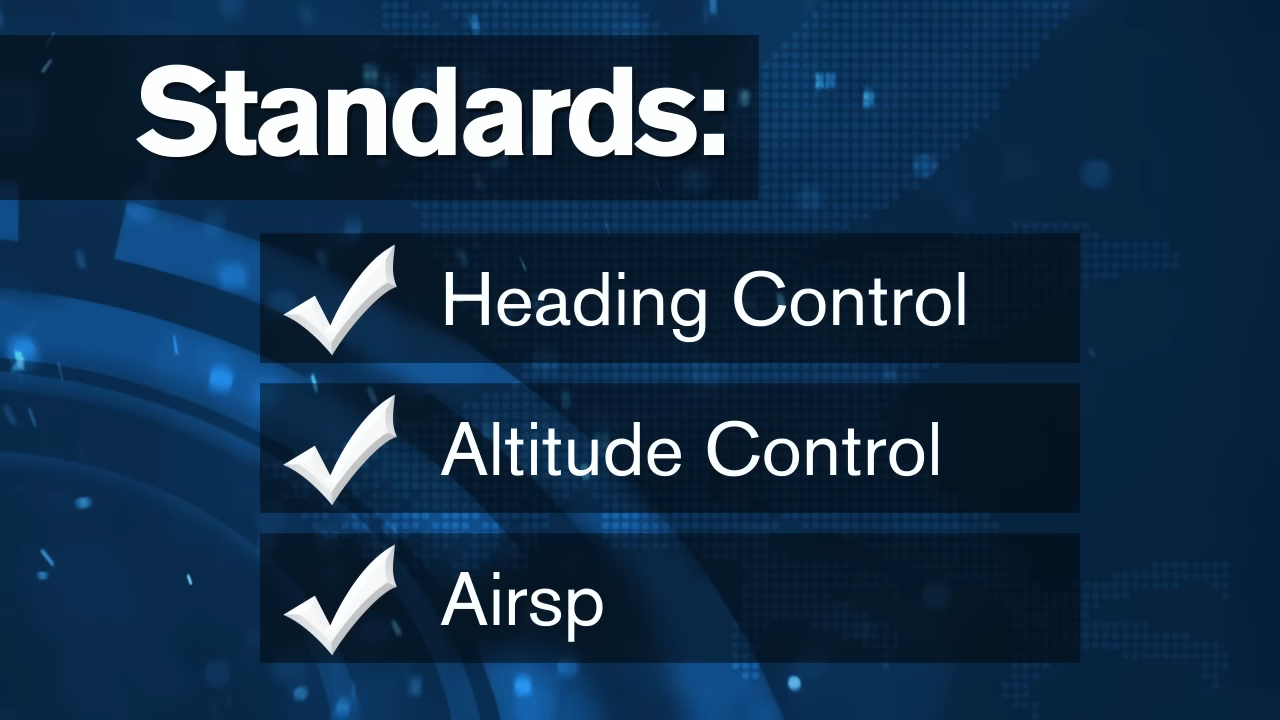 Standards:
Heading Control
Altitude Control
Airsp